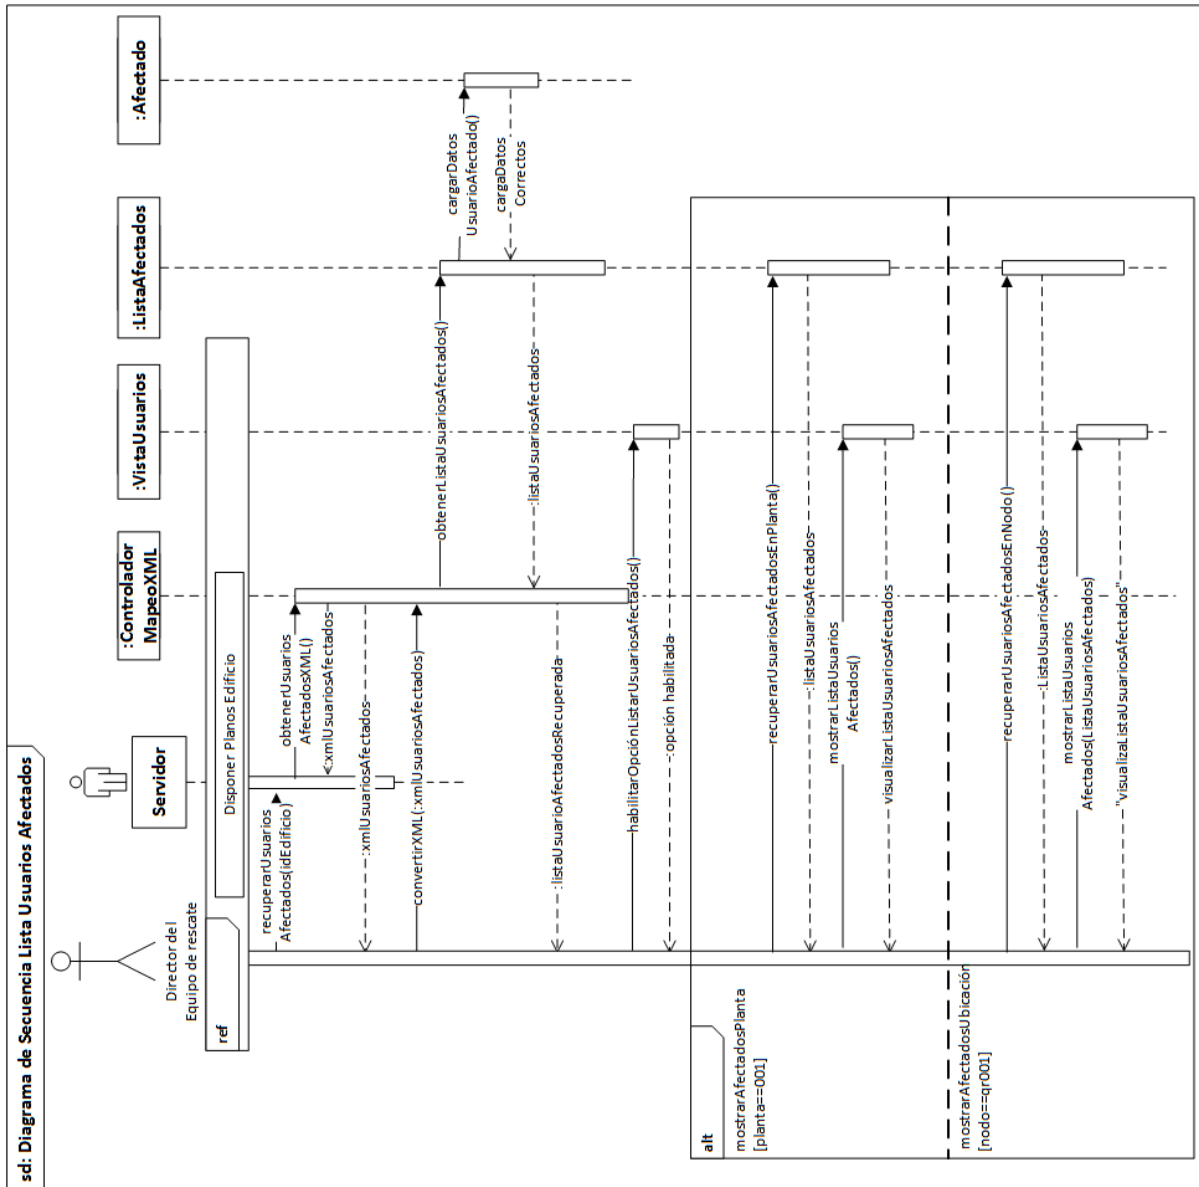 sd: Diagrama de Secuencia Lista Usuarios Afectados
Director del
Equipo de rescate
Servidor
:Controlador
MapeoXML
:VistaUsuarios
:ListaAfectados
:Afectado
ref
Disponer Planos Edificio
recuperarUsuarios
Afectados(idEdificio)
obtenerUsuarios
AfectadosXML()
:xmlUsuariosAfectados
:xmlUsuariosAfectados
convertirXML(:xmlUsuariosAfectados)
obtenerListaUsuariosAfectados()
cargarDatos
UsuarioAfectado()
cargaDatos
Correctos
:listaUsuariosAfectados
:listaUsuarioAfectadosRecuperada
habilitarOpciónListarUsuariosAfectados()
:opción habilitada
alt
mostrarAfectadosPlanta
[planta==001]
recuperarUsuariosAfectadosEnPlanta()
:listaUsuariosAfectados
mostrarListaUsuarios
Afectados()
visualizarListaUsuariosAfectados
mostrarAfectadosUbicación
[nodo==qr001]
recuperarUsuariosAfectadosEnNodo()
:ListaUsuariosAfectados
mostrarListaUsuarios
Afectados(ListaUsuariosAfectados)
"visualizaListaUsuariosAfectados"